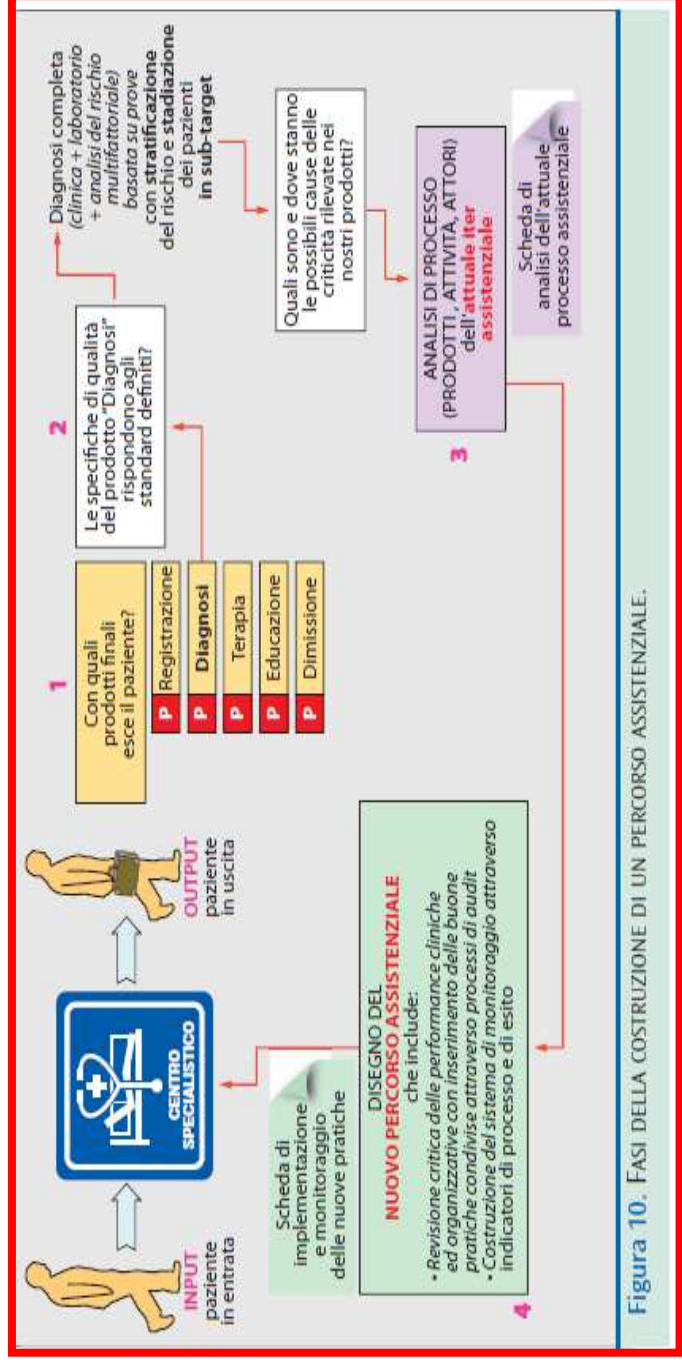 INPUT
paziente
in entrata
CENTRO
SPECIALISTICO
OUTPUT
paziente
in uscita
1
Con quali
prodotti finali
esce il paziente?
P Registrazione
P Diagnosi
P Terapia
P Educazione
P Dimissione
2
Le specifiche di qualità
del prodotto "Diagnosi"
rispondono agli
standard definiti?
Diagnosi completa
(clinica + laboratorio
+ analisi del rischio
multifattoriale)
basata su prove
con stratificazione
del rischio e stadiazione
dei pazienti
in sub-target
Quali sono e dove stanno
le possibili cause delle
criticità rilevate nei
nostri prodotti?
3
ANALISI DI PROCESSO
(PRODOTTI, ATTIVITÀ, ATTORI)
dell'attuale iter
assistenziale
Scheda di
analisi dell'attuale
processo assistenziale
Scheda di
implementazione
e monitoraggio
delle nuove pratiche
4
DISEGNO DEL
NUOVO PERCORSO ASSISTENZIALE
che include:
• Revisione critica delle performance cliniche
ed organizzative con inserimento delle buone
pratiche condivise attraverso processi di audit
• Costruzione del sistema di monitoraggio attraverso
indicatori di processo e di esito
Figura 10. FASI DELLA COSTRUZIONE DI UN PERCORSO ASSISTENZIALE.